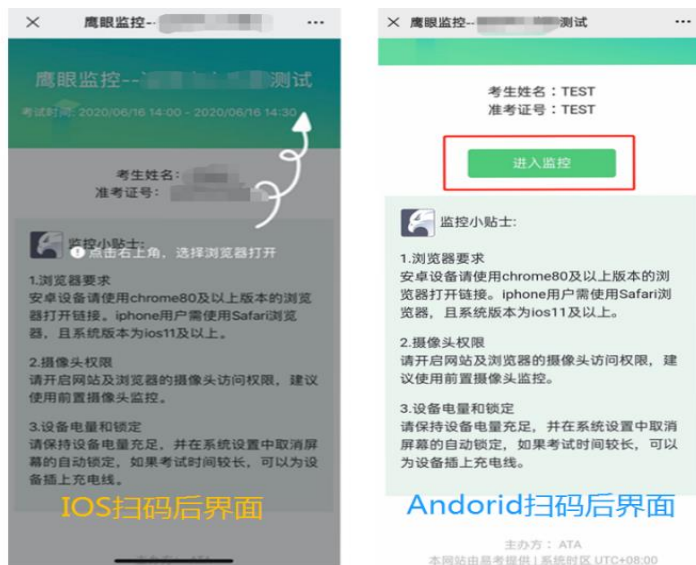 鹰眼监控--
鹰眼监控--测试
考试时间: 2020/06/16 14:00 - 2020/06/16 14:30
考生姓名:
准考证号:
监控小贴士:
点击右上角，选择浏览器打开
1.浏览器要求
安卓设备请使用chrome80及以上版本的浏览
器打开链接。iphone用户需使用Safari浏览
器，且系统版本为ios11及以上。
2.摄像头权限
请开启网站及浏览器的摄像头访问权限，建议
使用前置摄像头监控。
3.设备电量和锁定
请保持设备电量充足，并在系统设置中取消屏
幕的自动锁定，如果考试时间较长，可以为设
备插上充电线。
IOS扫码后界面
主办方：ATA
鹰眼监控--测试
考生姓名：TEST
准考证号：TEST
进入监控
监控小贴士:
1.浏览器要求
安卓设备请使用chrome80及以上版本的浏
览器打开链接。iphone用户需使用Safari浏
览器，且系统版本为ios11及以上。
2.摄像头权限
请开启网站及浏览器的摄像头访问权限，建
议使用前置摄像头监控。
3.设备电量和锁定
请保持设备电量充足，并在系统设置中取消
屏幕的自动锁定，如果考试时间较长，可以
为设备插上充电线。
Andorid扫码后界面
主办方：ATA
本网站由易考提供 | 系统时区 UTC+08:00